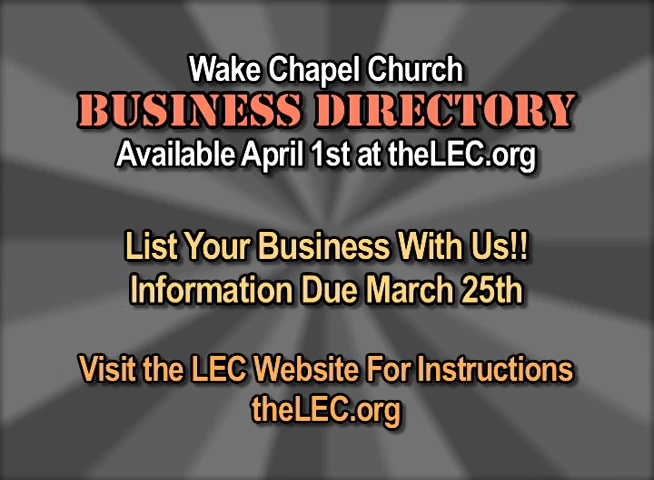 Wake Chapel Church
BUSINESS DIRECTORY
Available April 1st at theLEC.org
List Your Business With Us!!
Information Due March 25th
Visit the LEC Website For Instructions
theLEC.org